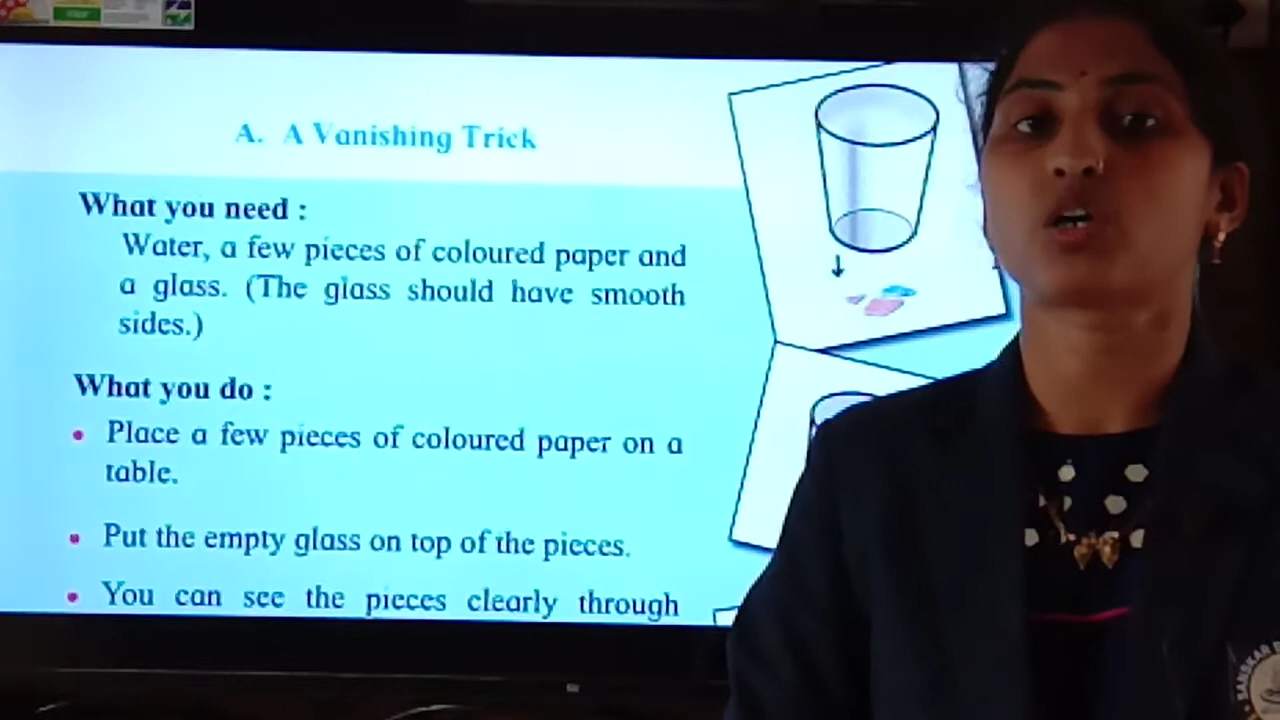 A. A Vanishing Trick
What you need :
Water, a few pieces of coloured paper and
a glass. (The glass should have smooth
sides.)
What you do :
• Place a few pieces of coloured paper on a
table.
• Put the empty glass on top of the pieces.
• You can see the pieces clearly through